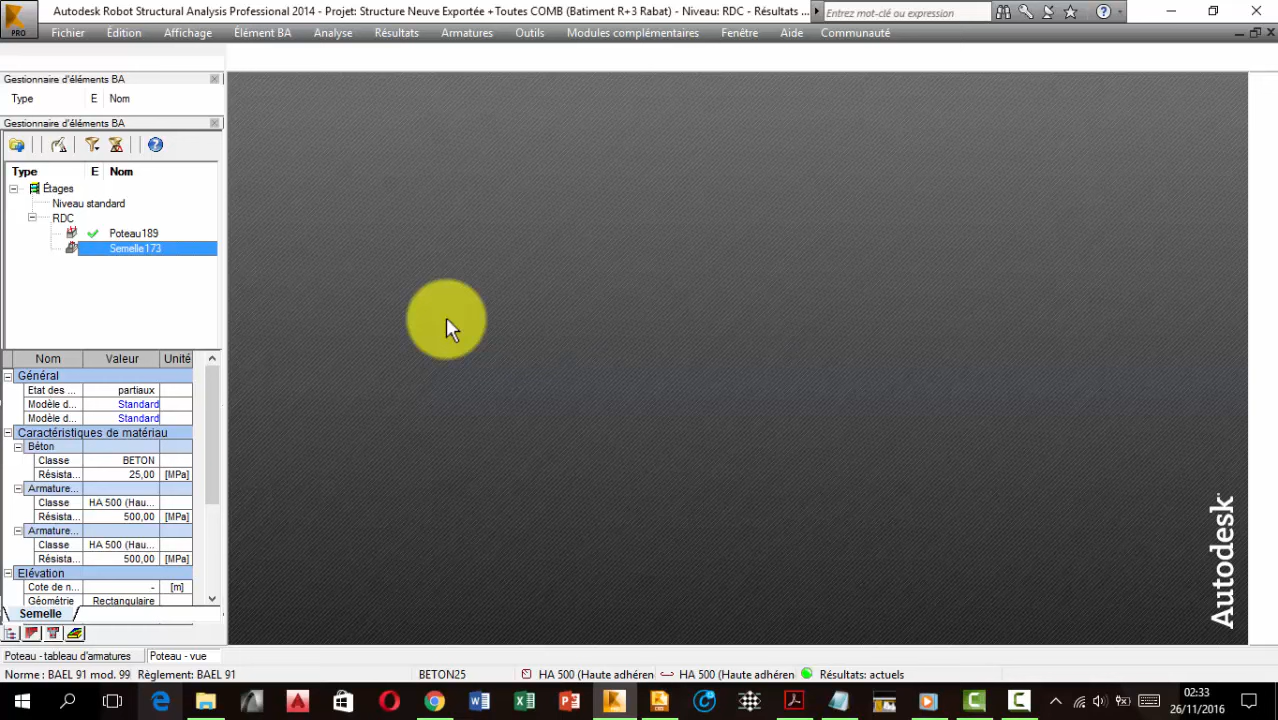 Autodesk Robot Structural Analysis Professional 2014 - Projet: Structure Neuve Exportée +Toutes COMB (Batiment R+3 Rabat) - Niveau: RDC - Résultats ...
Entrez mot-clé ou expression
PRO
Fichier Édition Affichage Élément BA Analyse Résultats Armatures Outils Modules complémentaires Fenêtre Aide Communauté
Gestionnaire d'éléments BA
Type E Nom
Gestionnaire d'éléments BA
Type E Nom
Étages
Niveau standard
RDC
Poteau189
Semelle173
Nom Valeur Unité
Général
Etat des ... partiaux
Modèle d... Standard
Modèle d... Standard
Caractéristiques de matériau
Béton
Classe BETON
Résista... 25,00 [MPa]
Armature...
Classe HA 500 (Hau...
Résista... 500,00 [MPa]
Armature...
Classe HA 500 (Hau...
Résista... 500,00 [MPa]
Elévation
Cote de n... - [m]
Géométrie Rectangulaire
Semelle
Autodesk
Poteau - tableau d'armatures Poteau - vue
Norme : BAEL 91 mod. 99 Règlement: BAEL 91 BETON25 HA 500 (Haute adhéren HA 500 (Haute adhéren Résultats: actuels
02:33
26/11/2016